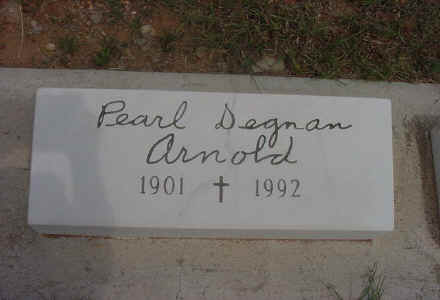 Pearl Degnan
Arnold
1901 ✝ 1992